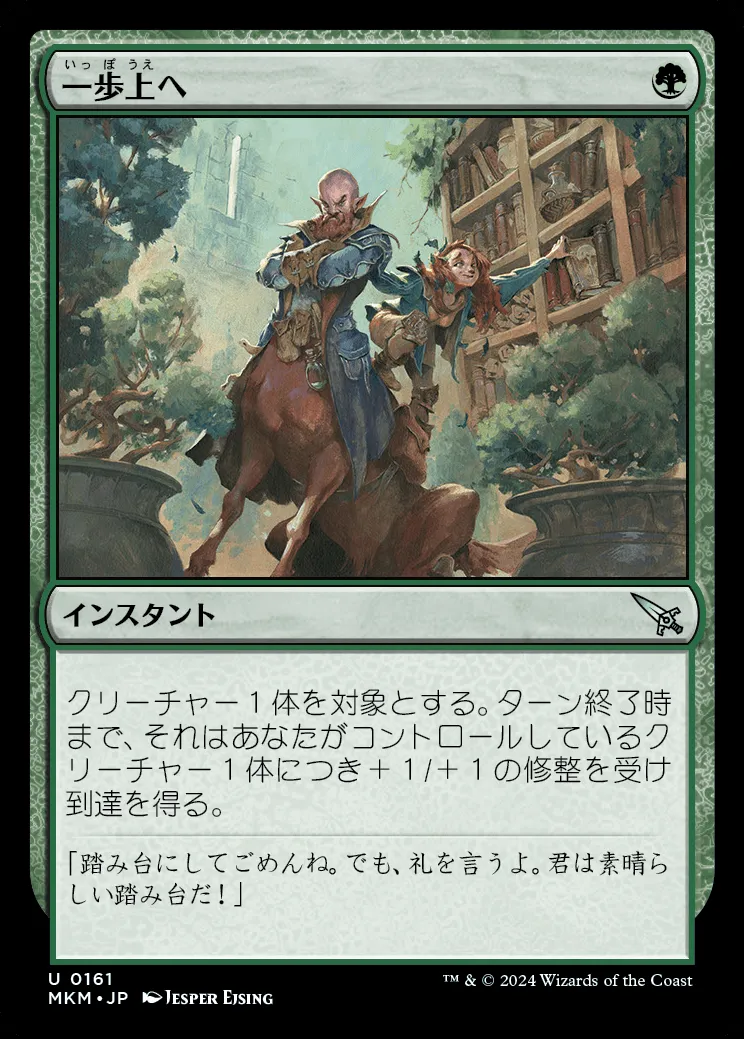 いっぽうえ
一歩上へ
インスタント
クリーチャー1体を対象とする。ターン終了時
まで、それはあなたがコントロールしているク
リーチャー1体につき+1/+1の修整を受け
到達を得る。
「踏み台にしてごめんね。でも、礼を言うよ。君は素晴ら
しい踏み台だ!」
U 0161
MKM • JP JESPER EJSING
™ & © 2024 Wizards of the Coast